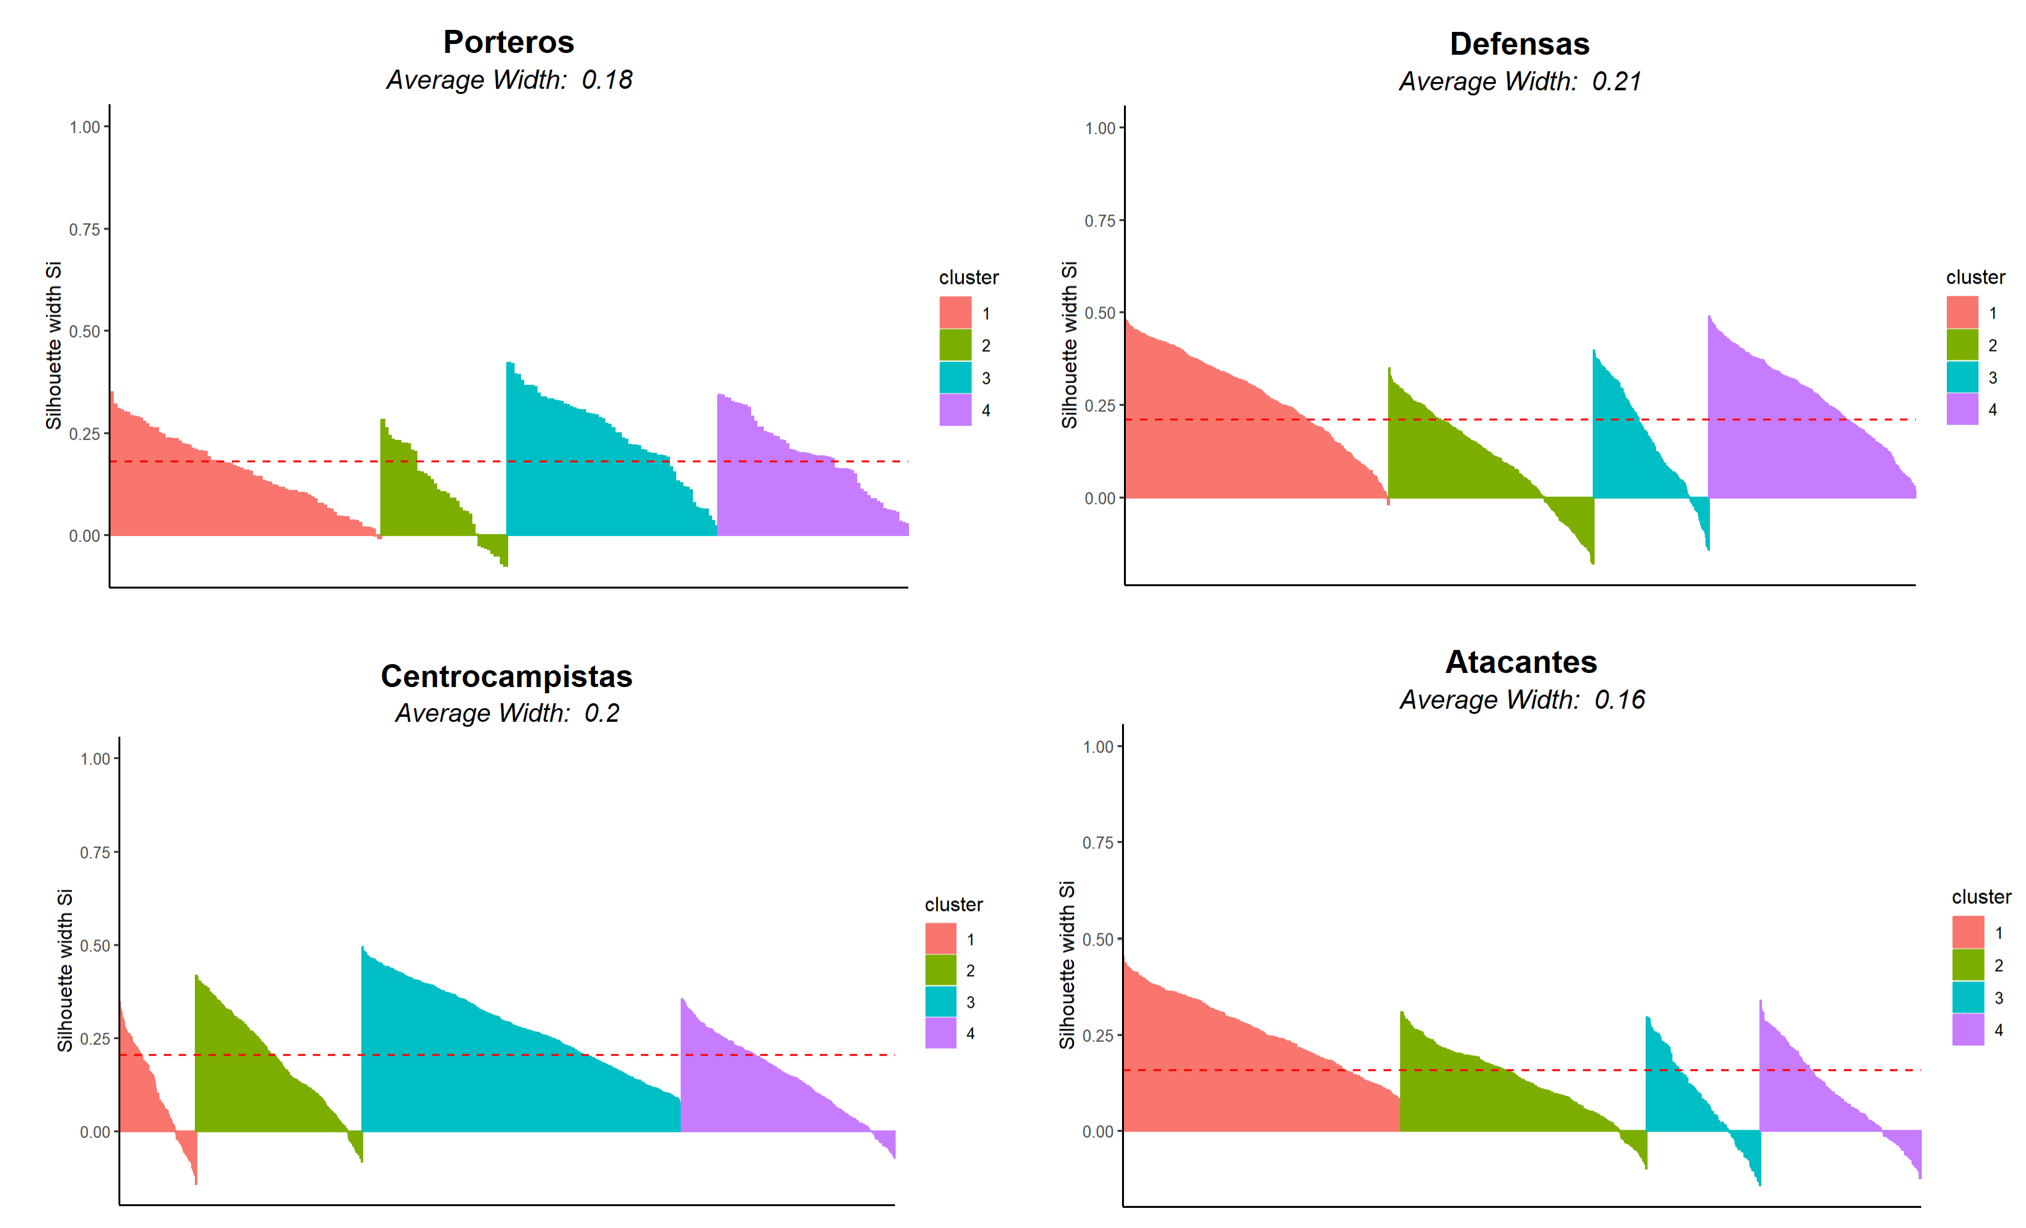 Porteros
Average Width: 0.18
1.00
0.75
0.50
0.25
0.00
Silhouette width Si
cluster
1
2
3
4
Defensas
Average Width: 0.21
1.00
0.75
0.50
0.25
0.00
Silhouette width Si
cluster
1
2
3
4
Centrocampistas
Average Width: 0.2
1.00
0.75
0.50
0.25
0.00
Silhouette width Si
cluster
1
2
3
4
Atacantes
Average Width: 0.16
1.00
0.75
0.50
0.25
0.00
Silhouette width Si
cluster
1
2
3
4